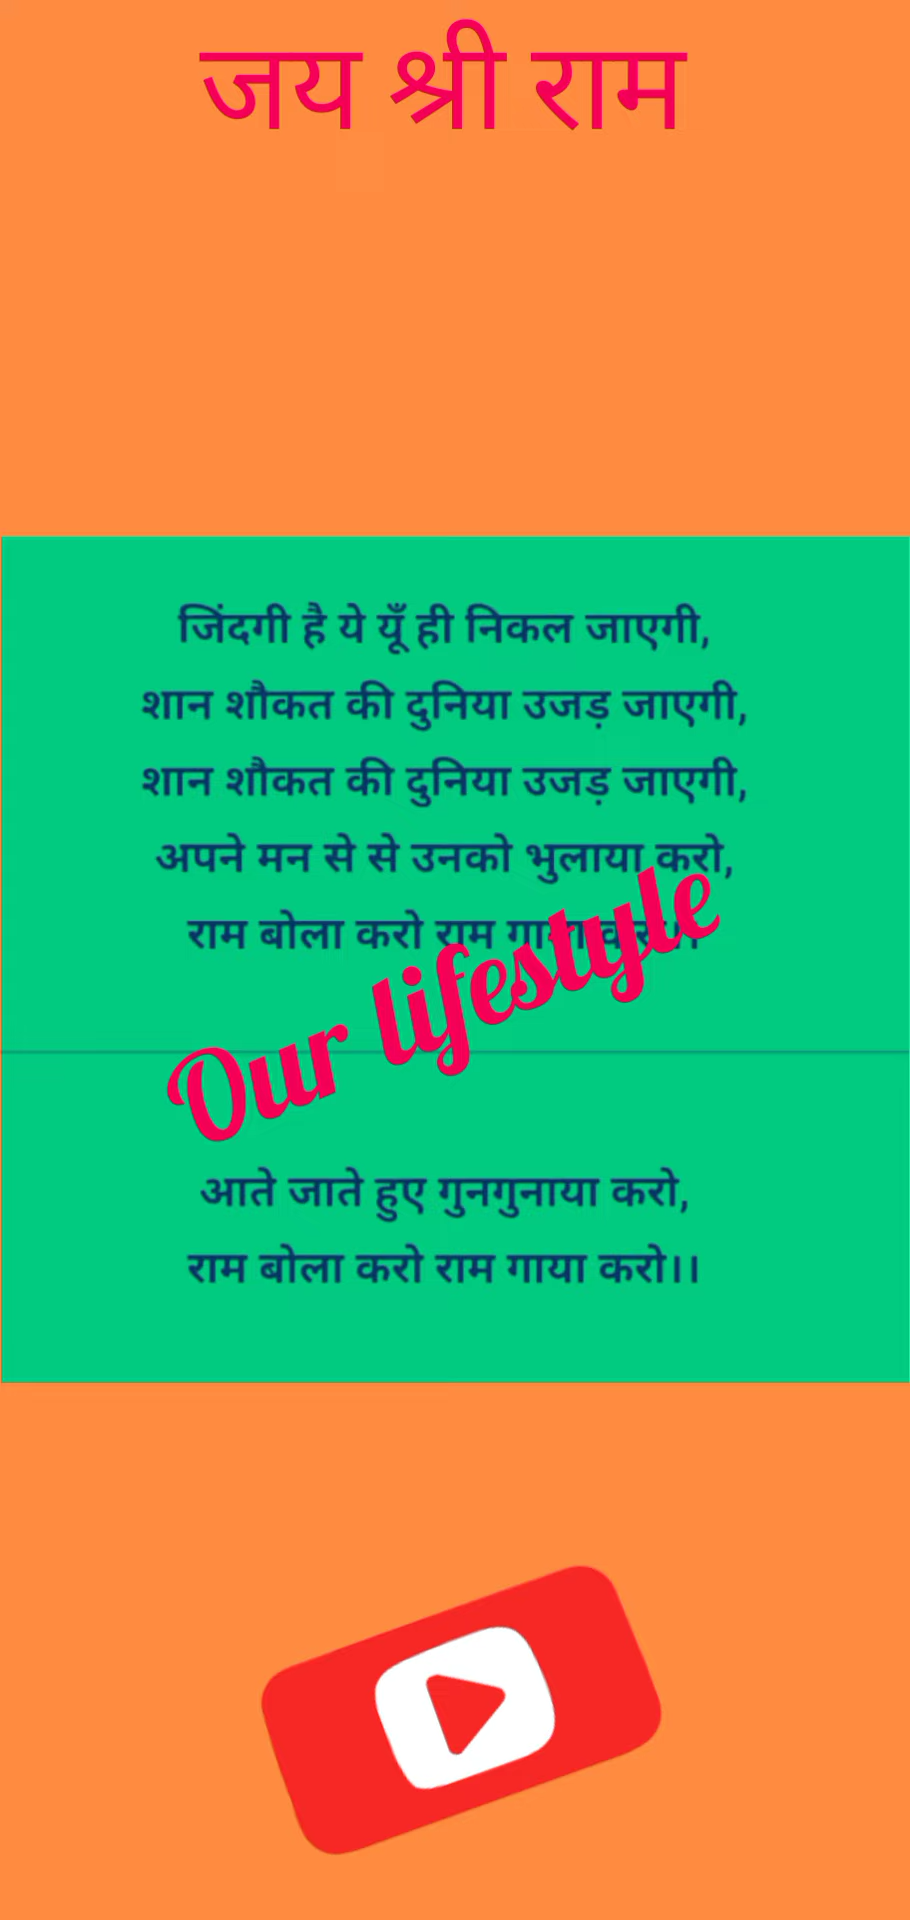 जय श्री राम
जिंदगी है ये यूँ ही निकल जाएगी,
शान शौकत की दुनिया उजड़ जाएगी,
शान शौकत की दुनिया उजड़ जाएगी,
अपने मन से से उनको भुलाया करो,
राम बोला करो राम गाया करो।।
Our lifestyle
आते जाते हुए गुनगुनाया करो,
राम बोला करो राम गाया करो।।